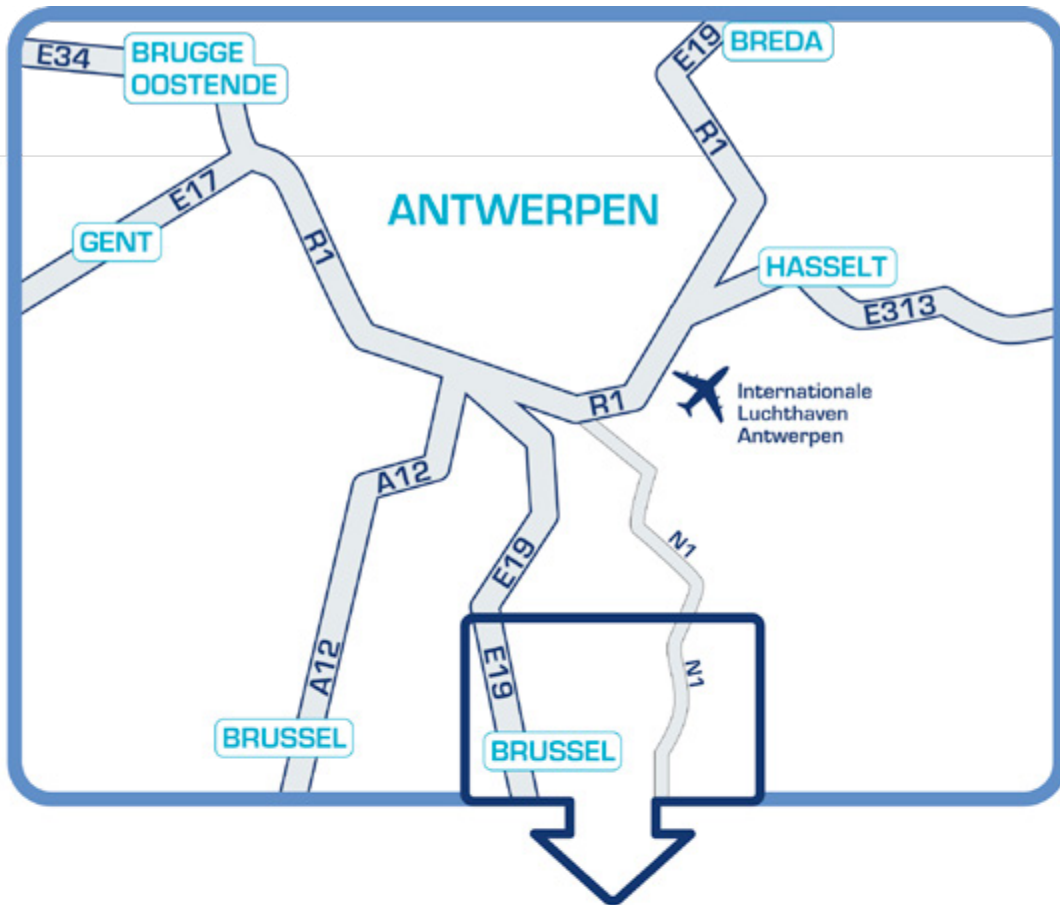 E34
BRUGGE
OOSTENDE
E19
BREDA
R1
E17
GENT
R1
ANTWERPEN
HASSELT
E313
R1
Internationale
Luchthaven
Antwerpen
A12
E19
N1
A12
E19
N1
BRUSSEL
BRUSSEL